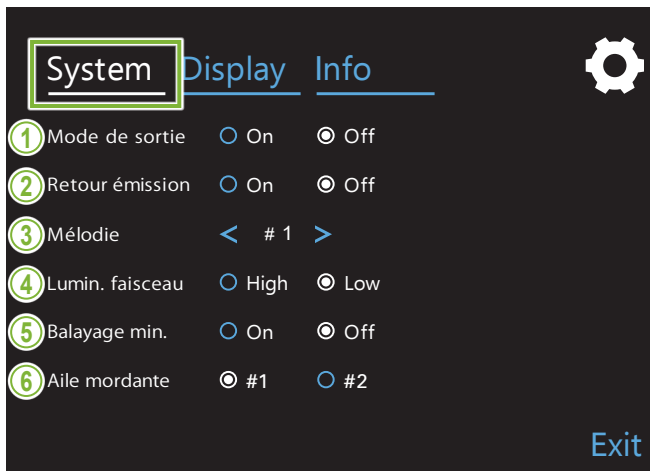 System Display Info
1 Mode de sortie On Off
2 Retour émission On Off
3 Mélodie < # 1 >
4 Lumin. faisceau High Low
5 Balayage min. On Off
6 Aile mordante #1 #2
Exit